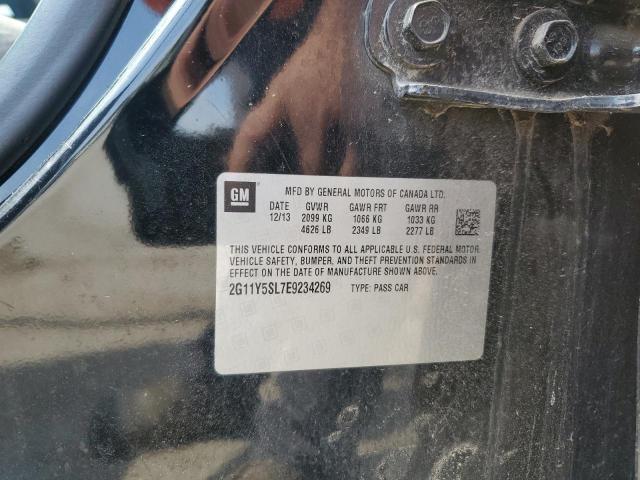 GM
MFD BY GENERAL MOTORS OF CANADA LTD.
DATE GVWR GAWR FRT GAWR RR
12/13 2099 KG 1066 KG 1033 KG
4626 LB 2349 LB 2277 LB
THIS VEHICLE CONFORMS TO ALL APPLICABLE U.S. FEDERAL MOTOR
VEHICLE SAFETY, BUMPER, AND THEFT PREVENTION STANDARDS IN
EFFECT ON THE DATE OF MANUFACTURE SHOWN ABOVE.
2G11Y5SL7E9234269 TYPE: PASS CAR